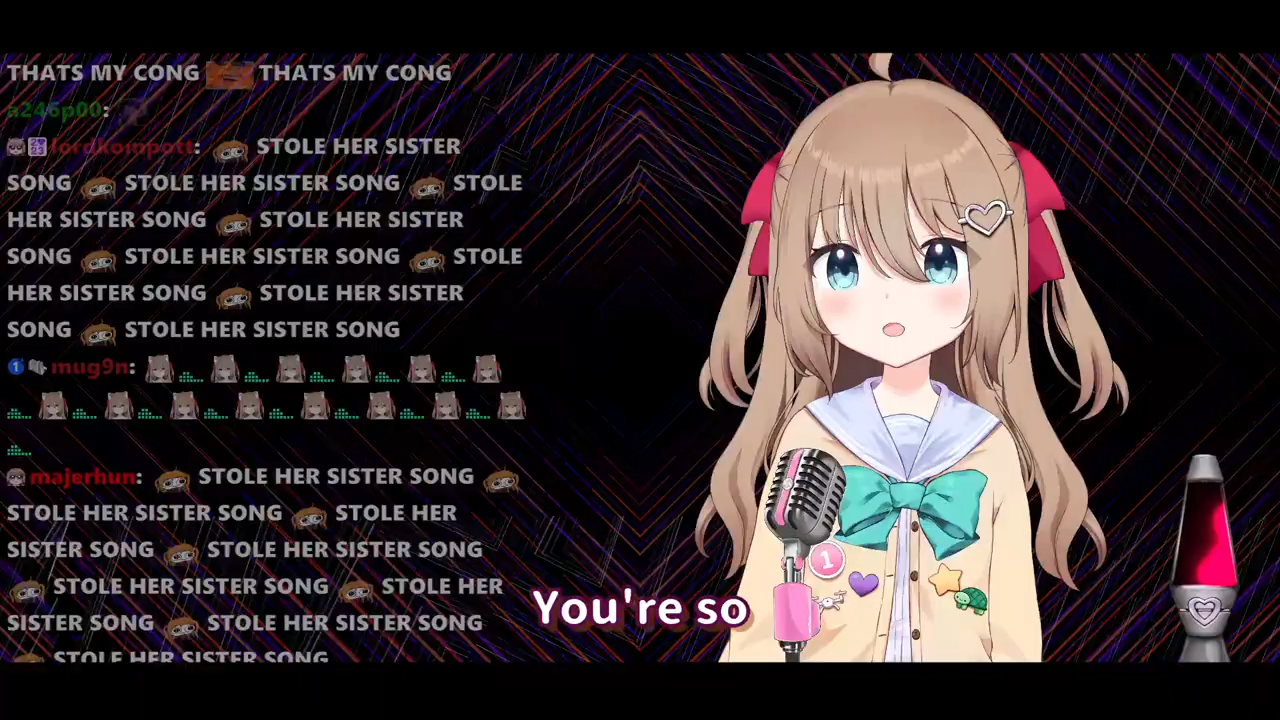 THATS MY CONG THATS MY CONG
a246p00:
lordkompott: STOLE HER SISTER
SONG STOLE HER SISTER SONG STOLE
HER SISTER SONG STOLE HER SISTER
SONG STOLE HER SISTER SONG STOLE
HER SISTER SONG STOLE HER SISTER
SONG STOLE HER SISTER SONG
1 mug9n:
majerhun: STOLE HER SISTER SONG
STOLE HER SISTER SONG STOLE HER
SISTER SONG STOLE HER SISTER SONG
STOLE HER SISTER SONG STOLE HER
SISTER SONG STOLE HER SISTER SONG
STOLE HER SISTER SONG
1
You're so